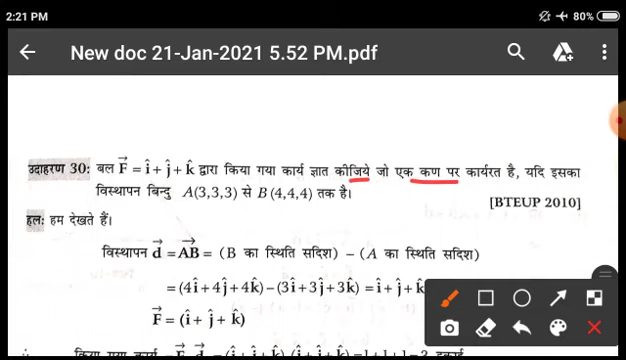 2:21 PM
80%
New doc 21-Jan-2021 5.52 PM.pdf
उदाहरण 30: बल F⃗ = î + ĵ + k̂ द्वारा किया गया कार्य ज्ञात कीजिये जो एक कण पर कार्यरत है, यदि इसका
विस्थापन बिन्दु A(3,3,3) से B(4,4,4) तक है।
[BTEUP 2010]
हल: हम देखते हैं।
विस्थापन d⃗ = AB⃗ = (B का स्थिति सदिश) – (A का स्थिति सदिश)
= (4î + 4ĵ + 4k̂) – (3î + 3ĵ + 3k̂) = î + ĵ + k̂
F⃗ = (î + ĵ + k̂)
∴ किया गया कार्य